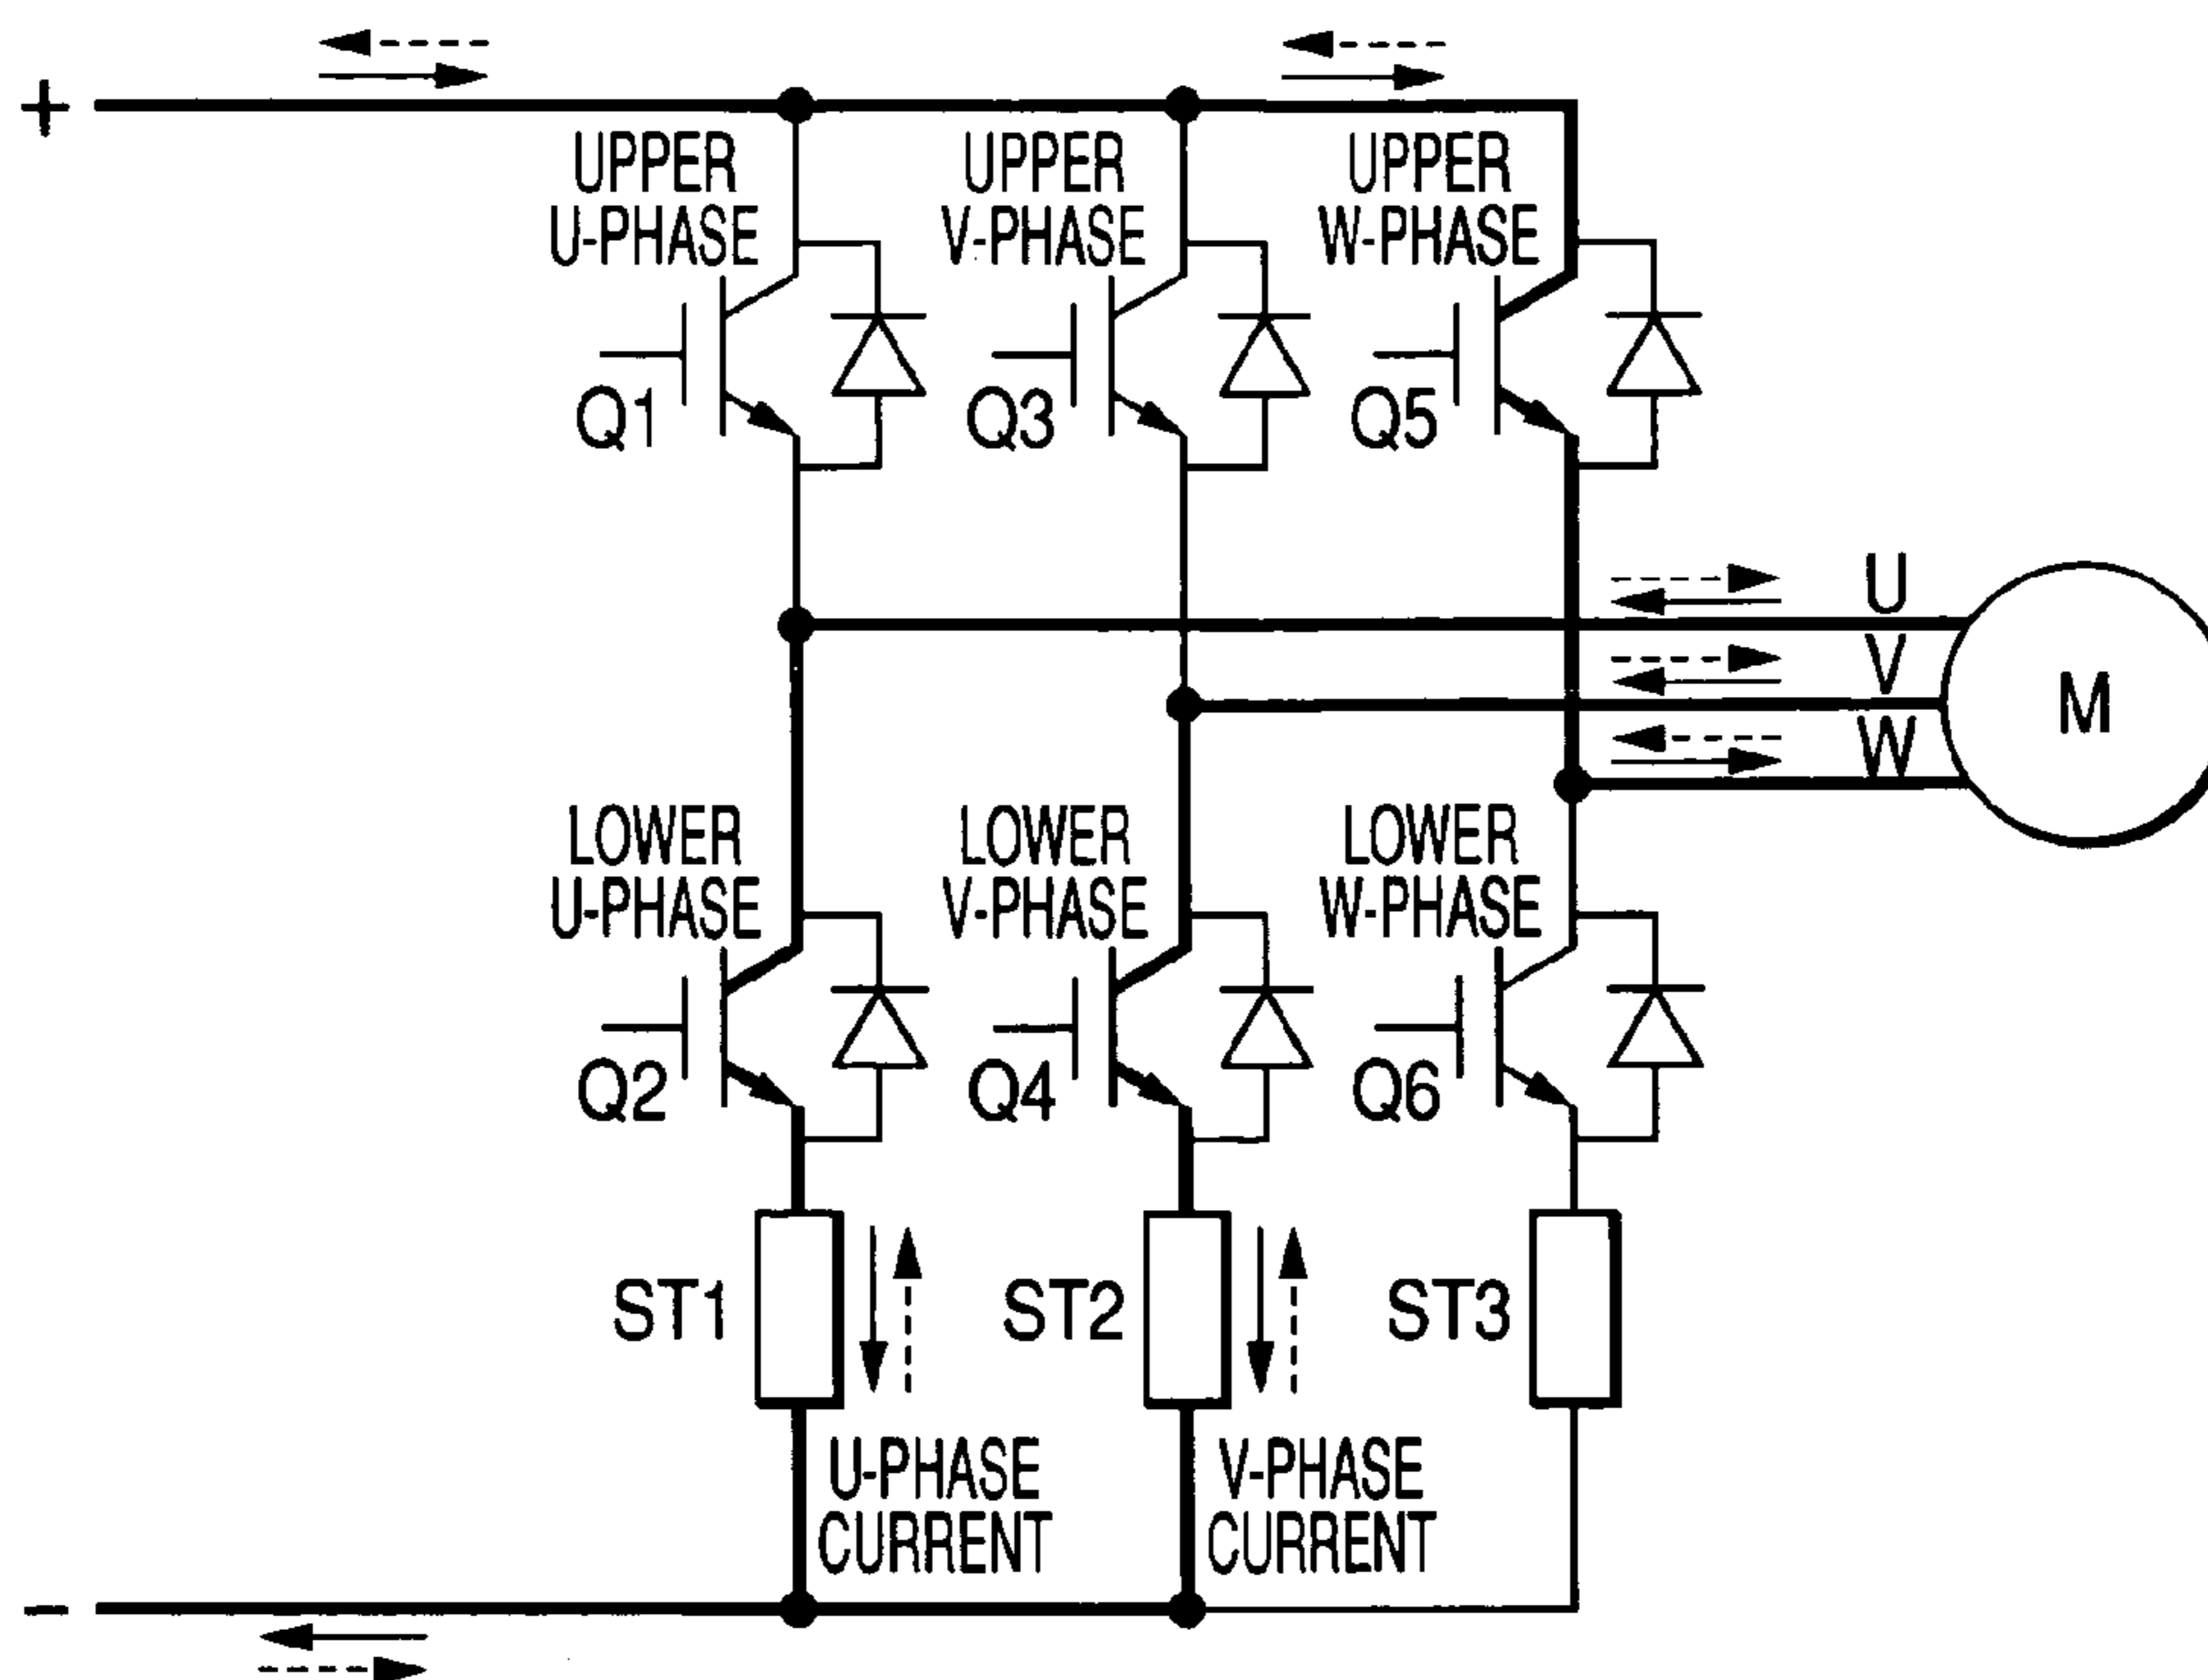 +
UPPER
U-PHASE
UPPER
V-PHASE
UPPER
W-PHASE
Q1
Q3
Q5
U
V
W
M
LOWER
U-PHASE
LOWER
V-PHASE
LOWER
W-PHASE
Q2
Q4
Q6
ST1
ST2
ST3
U-PHASE
CURRENT
V-PHASE
CURRENT
-